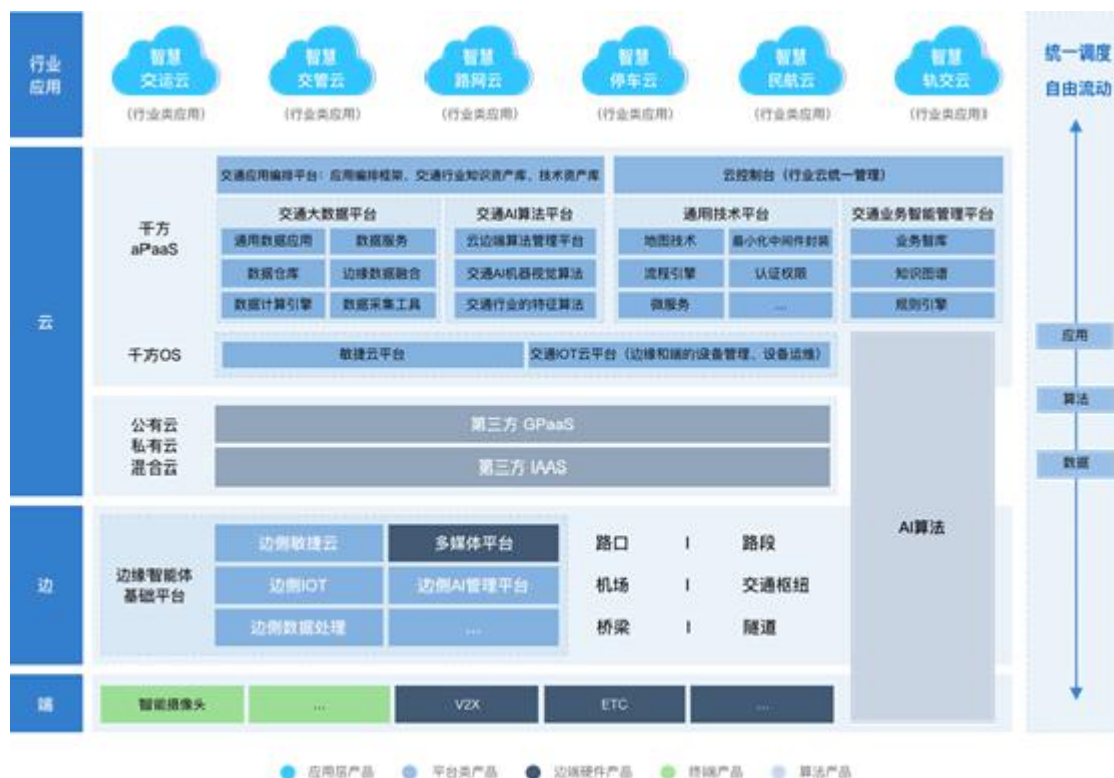 行业
应用
智慧
交运云
智慧
交管云
智慧
路网云
智慧
停车云
智慧
民航云
智慧
轨交云
(行业类应用)
(行业类应用)
(行业类应用)
(行业类应用)
(行业类应用)
(行业类应用)
统一调度
自由流动
云
千方
aPaaS
交通应用编排平台：应用编排框架、交通行业知识资产库、技术资产库
云控制台（行业云统一管理）
交通大数据平台
通用数据应用
数据服务
数据仓库
边缘数据融合
数据计算引擎
数据采集工具
交通AI算法平台
云边端算法管理平台
交通AI机器视觉算法
交通行业的特征算法
通用技术平台
地图技术
最小化中间件封装
流程引擎
认证权限
微服务
...
交通业务智能管理平台
业务智库
知识图谱
规则引擎
千方OS
敏捷云平台
交通IOT云平台（边缘和端的设备管理、设备运维）
公有云
私有云
混合云
第三方 GPaaS
第三方 IAAS
应用
算法
数据
AI算法
边
边缘智能体
基础平台
边侧敏捷云
多媒体平台
边侧IOT
边侧AI管理平台
边侧数据处理
...
路口 | 路段
机场 | 交通枢纽
桥梁 | 隧道
端
智能摄像头
...
V2X
ETC
...
应用层产品
平台类产品
边端硬件产品
终端产品
算法产品